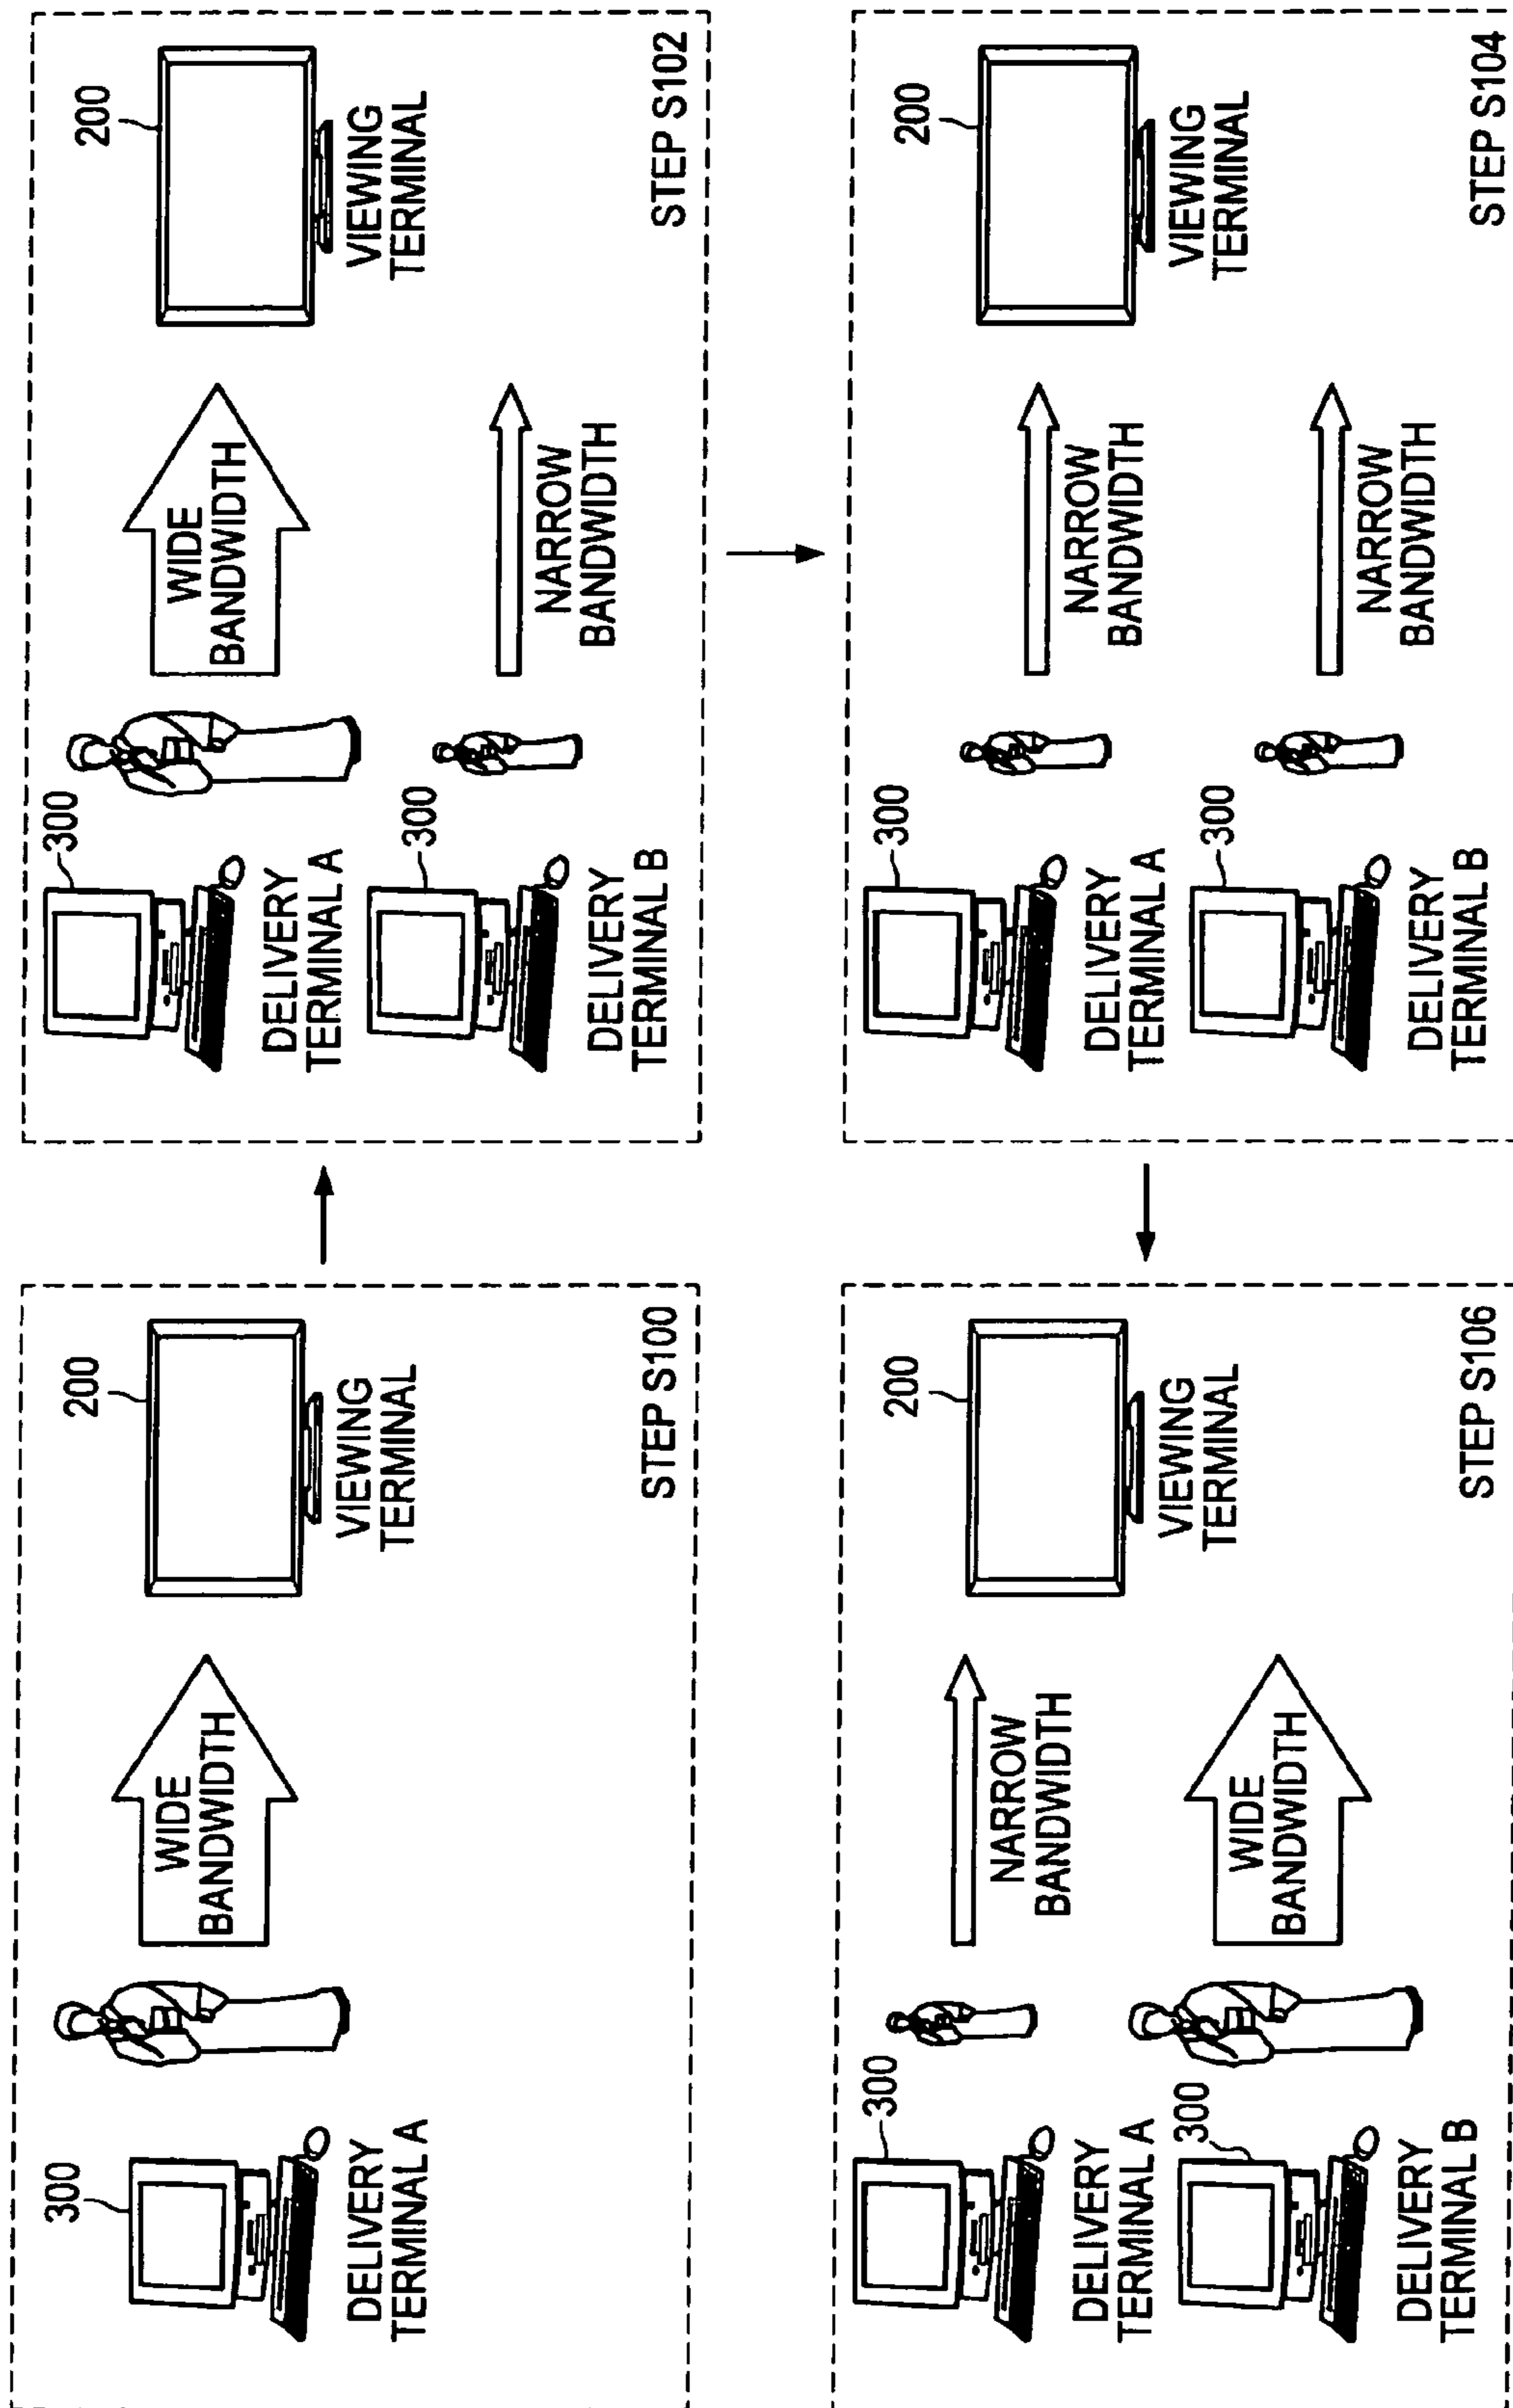 300
DELIVERY
TERMINAL A
WIDE
BANDWIDTH
200
VIEWING
TERMINAL
STEP S100
300
DELIVERY
TERMINAL A
300
DELIVERY
TERMINAL B
WIDE
BANDWIDTH
NARROW
BANDWIDTH
200
VIEWING
TERMINAL
STEP S102
300
DELIVERY
TERMINAL A
300
DELIVERY
TERMINAL B
NARROW
BANDWIDTH
NARROW
BANDWIDTH
200
VIEWING
TERMINAL
STEP S104
300
DELIVERY
TERMINAL A
300
DELIVERY
TERMINAL B
NARROW
BANDWIDTH
WIDE
BANDWIDTH
200
VIEWING
TERMINAL
STEP S106